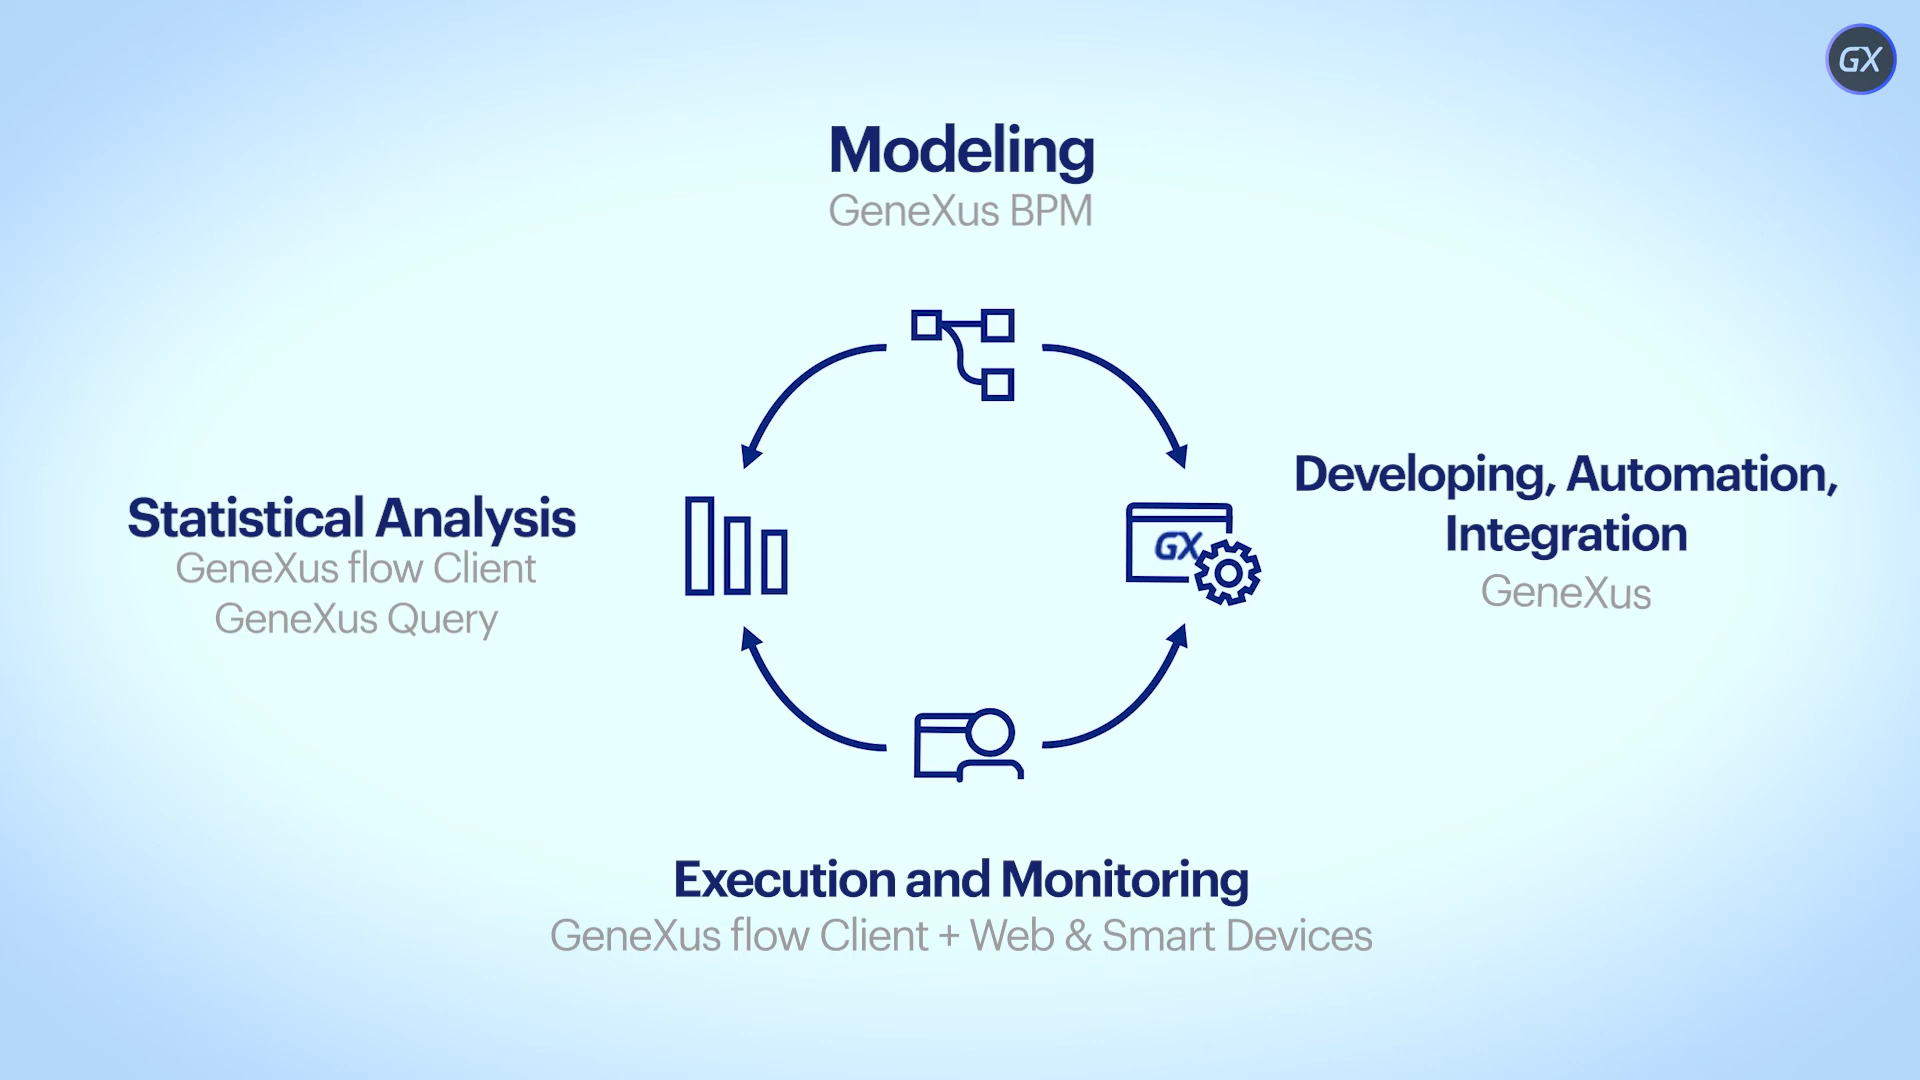 GX
Modeling
GeneXus BPM
Statistical Analysis
GeneXus flow Client
GeneXus Query
GX
Developing, Automation,
Integration
GeneXus
Execution and Monitoring
GeneXus flow Client + Web & Smart Devices